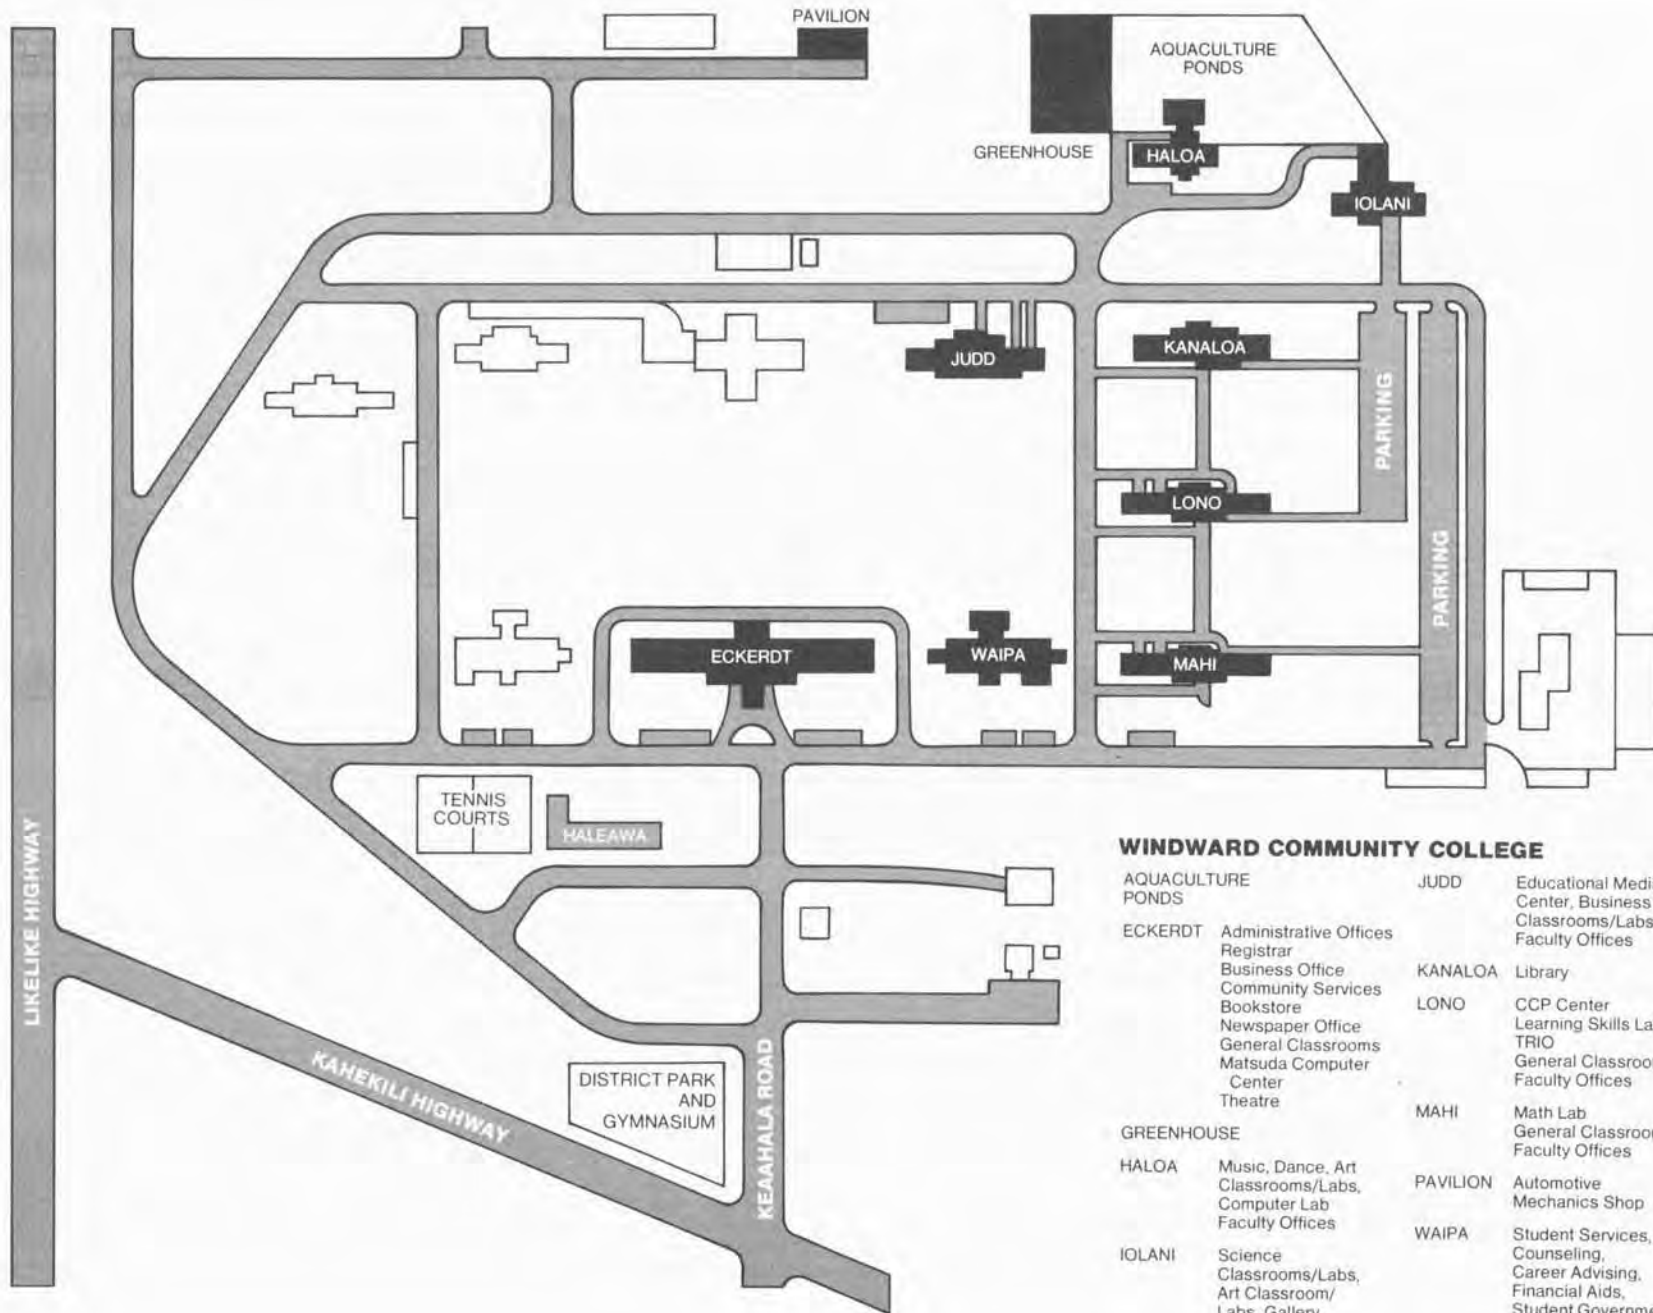 PAVILION
AQUACULTURE
PONDS
GREENHOUSE
HALOA
IOLANI
JUDD
KANALOA
PARKING
LONO
PARKING
ECKERDT
WAIPA
MAHI
TENNIS
COURTS
HALEAWA
LIKELIKE HIGHWAY
KAHEKILI HIGHWAY
DISTRICT PARK
AND
GYMNASIUM
KEAAHALA ROAD
WINDWARD COMMUNITY COLLEGE
AQUACULTURE
PONDS
ECKERDT Administrative Offices
Registrar
Business Office
Community Services
Bookstore
Newspaper Office
General Classrooms
Matsuda Computer
Center
Theatre
GREENHOUSE
HALOA Music, Dance, Art
Classrooms/Labs,
Computer Lab
Faculty Offices
IOLANI Science
Classrooms/Labs,
Art Classroom/
Labs, Gallery
JUDD Educational Medi
Center, Business
Classrooms/Labs
Faculty Offices
KANALOA Library
LONO CCP Center
Learning Skills La
TRIO
General Classroo
Faculty Offices
MAHI Math Lab
General Classroo
Faculty Offices
PAVILION Automotive
Mechanics Shop
WAIPA Student Services,
Counseling,
Career Advising,
Financial Aids,
Student Governme